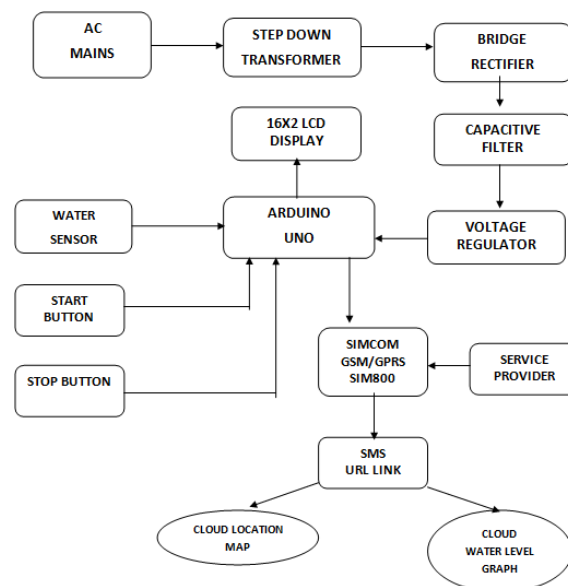 AC
MAINS
STEP DOWN
TRANSFORMER
BRIDGE
RECTIFIER
16X2 LCD
DISPLAY
CAPACITIVE
FILTER
WATER
SENSOR
ARDUINO
UNO
VOLTAGE
REGULATOR
START
BUTTON
STOP BUTTON
SIMCOM
GSM/GPRS
SIM800
SERVICE
PROVIDER
SMS
URL LINK
CLOUD LOCATION
MAP
CLOUD
WATER LEVEL
GRAPH